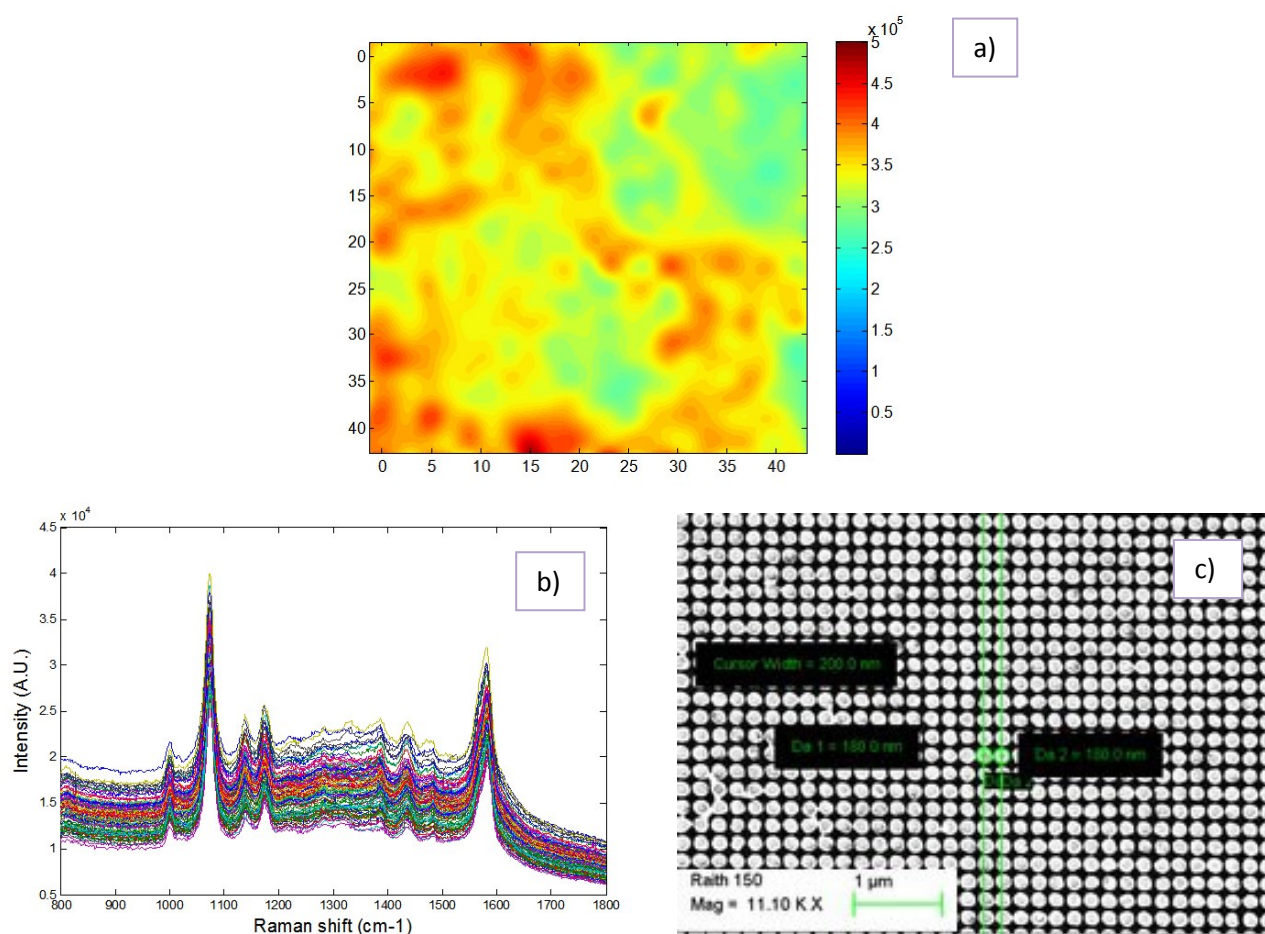 x 10^5
a)
0
5
10
15
20
25
30
35
40
0 5 10 15 20 25 30 35 40
5
4.5
4
3.5
3
2.5
2
1.5
1
0.5
x 10^4
b)
4.5
4
3.5
3
2.5
2
1.5
1
0.5
Intensity (A.U.)
800 900 1000 1100 1200 1300 1400 1500 1600 1700 1800
Raman shift (cm-1)
c)
Cursor Width = 200.0 nm
Da 1 = 180.0 nm
Da 2 = 180.0 nm
Raith 150
1 µm
Mag = 11.10 K X